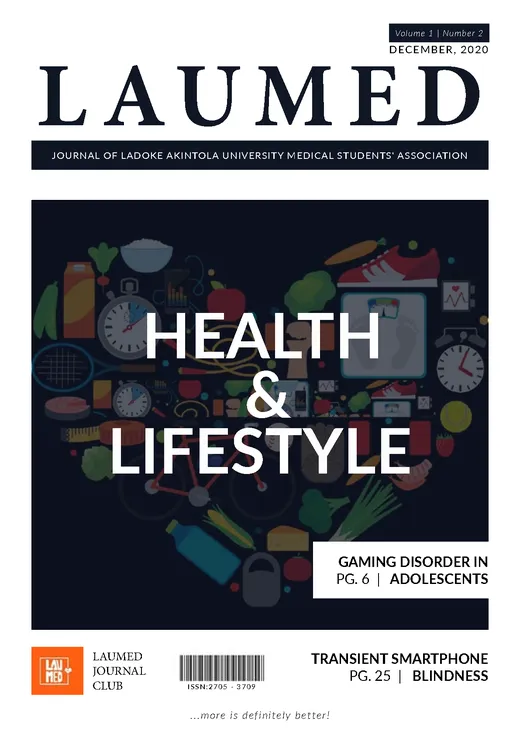 Volume 1 | Number 2
DECEMBER, 2020
LAUMED
JOURNAL OF LADOKE AKINTOLA UNIVERSITY MEDICAL STUDENTS' ASSOCIATION
HEALTH
&
LIFESTYLE
GAMING DISORDER IN
PG. 6 | ADOLESCENTS
LAU
MED
LAUMED
JOURNAL
CLUB
ISSN:2705 - 3709
TRANSIENT SMARTPHONE
PG. 25 | BLINDNESS
...more is definitely better!